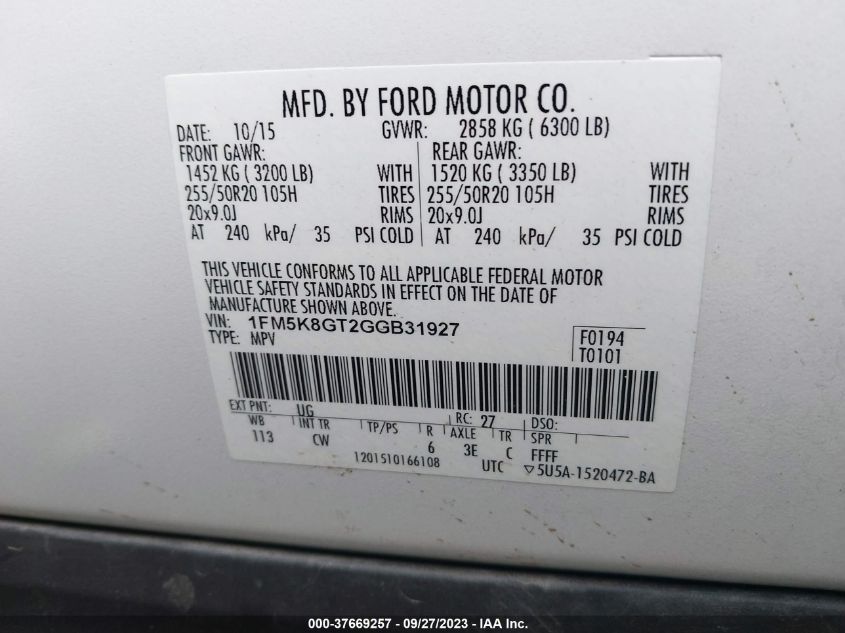 MFD. BY FORD MOTOR CO.
DATE: 10/15 GVWR: 2858 KG ( 6300 LB)
FRONT GAWR: REAR GAWR:
1452 KG ( 3200 LB) WITH 1520 KG ( 3350 LB) WITH
255/50R20 105H TIRES 255/50R20 105H TIRES
20x9.0J RIMS 20x9.0J RIMS
AT 240 kPa/ 35 PSI COLD AT 240 kPa/ 35 PSI COLD
THIS VEHICLE CONFORMS TO ALL APPLICABLE FEDERAL MOTOR
VEHICLE SAFETY STANDARDS IN EFFECT ON THE DATE OF
MANUFACTURE SHOWN ABOVE.
VIN: 1FM5K8GT2GGB31927
TYPE: MPV F0194
T0101
EXT PNT: UG RC: 27 DSO:
WB INT TR TP/PS R AXLE TR SPR
113 CW 6 3E C FFFF
1201510166108 UTC ▽5U5A-1520472-BA
000-37669257 - 09/27/2023 - IAA Inc.